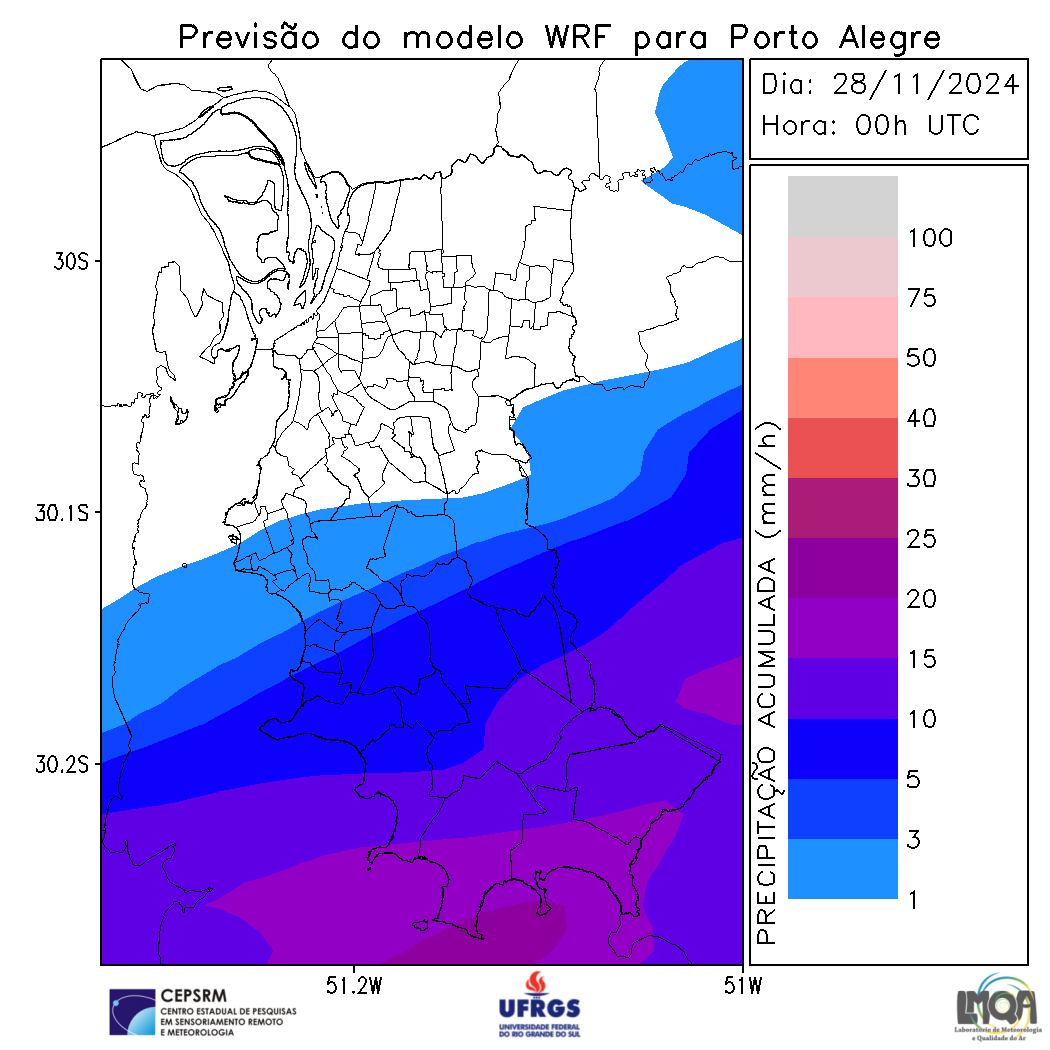 Previsão do modelo WRF para Porto Alegre
Dia: 28/11/2024
Hora: 00h UTC
30S
30.1S
30.2S
51.2W
51W
PRECIPITAÇÃO ACUMULADA (mm/h)
100
75
50
40
30
25
20
15
10
5
3
1
CEPSRM
CENTRO ESTADUAL DE PESQUISAS
EM SENSORIAMENTO REMOTO
E METEOROLOGIA
UFRGS
UNIVERSIDADE FEDERAL
DO RIO GRANDE DO SUL
LMQA
Laboratório de Meteorologia
e Qualidade do Ar